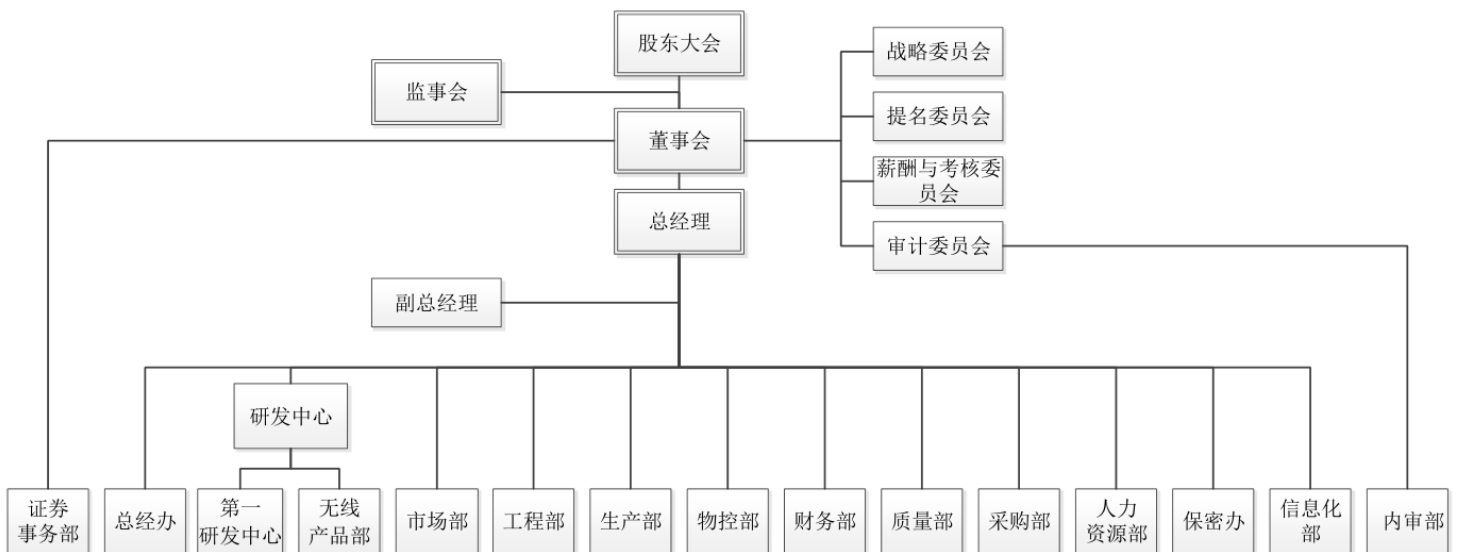 股东大会
战略委员会
监事会
提名委员会
董事会
薪酬与考核委
员会
总经理
审计委员会
副总经理
研发中心
证券
事务部
总经办
第一
研发中心
无线
产品部
市场部
工程部
生产部
物控部
财务部
质量部
采购部
人力
资源部
保密办
信息化
部
内审部